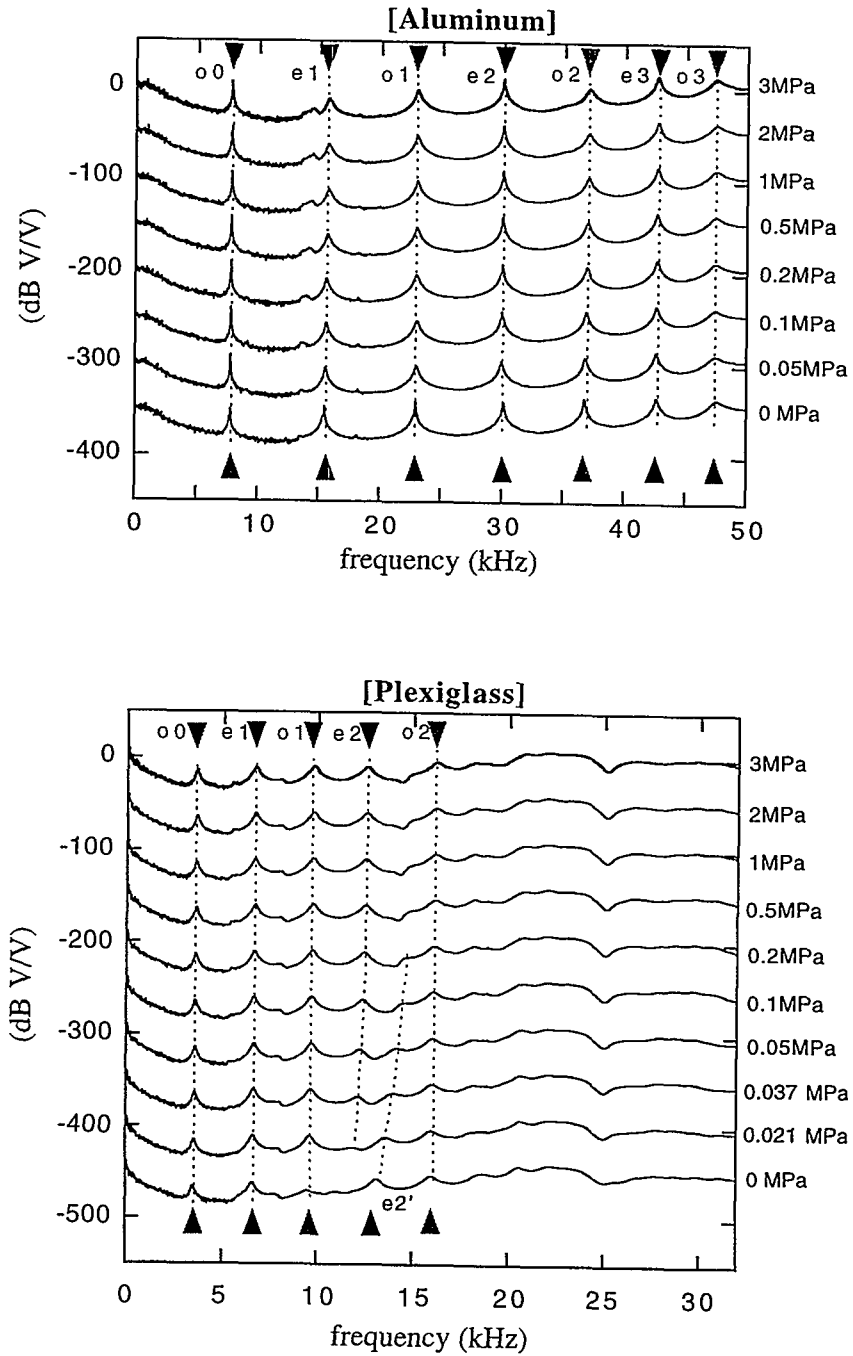 [Aluminum]
o0 e1 o1 e2 o2 e3 o3
0
-100
-200
-300
-400
(dB V/V)
3MPa
2MPa
1MPa
0.5MPa
0.2MPa
0.1MPa
0.05MPa
0 MPa
0 10 20 30 40 50
frequency (kHz)
[Plexiglass]
o0 e1 o1 e2 o2
0
-100
-200
-300
-400
-500
(dB V/V)
3MPa
2MPa
1MPa
0.5MPa
0.2MPa
0.1MPa
0.05MPa
0.037 MPa
0.021 MPa
0 MPa
e2'
0 5 10 15 20 25 30
frequency (kHz)